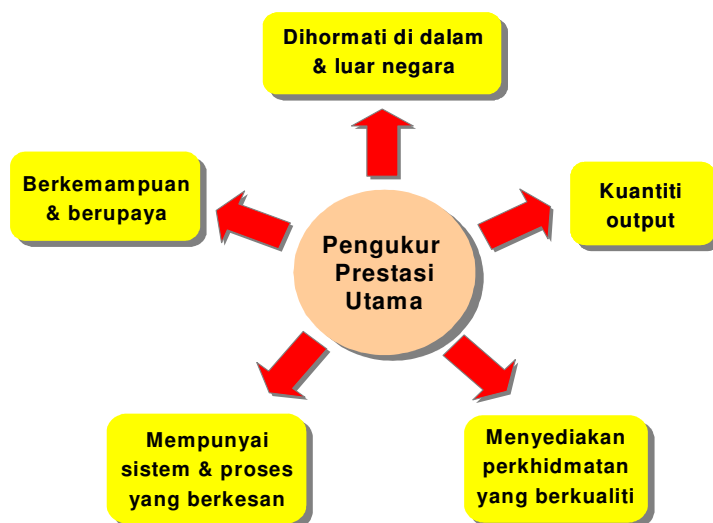 Dihormati di dalam
& luar negara
Berkemampuan
& berupaya
Kuantiti
output
Pengukur
Prestasi
Utama
Mempunyai
sistem & proses
yang berkesan
Menyediakan
perkhidmatan
yang berkualiti